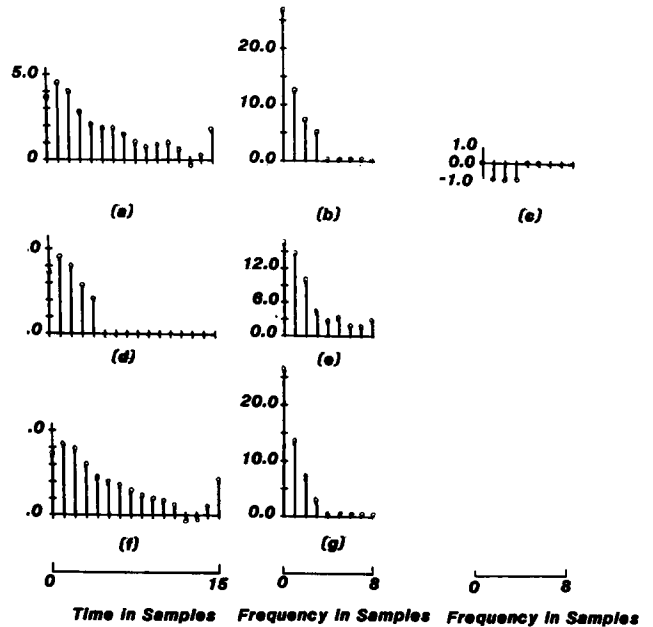 5.0
0
(a)
20.0
10.0
0.0
(b)
1.0
0.0
-1.0
(c)
.0
.0
(d)
12.0
6.0
0.0
(e)
.0
.0
(f)
20.0
10.0
0.0
(g)
0 15
0 8
0 8
Time in Samples
Frequency in Samples
Frequency in Samples